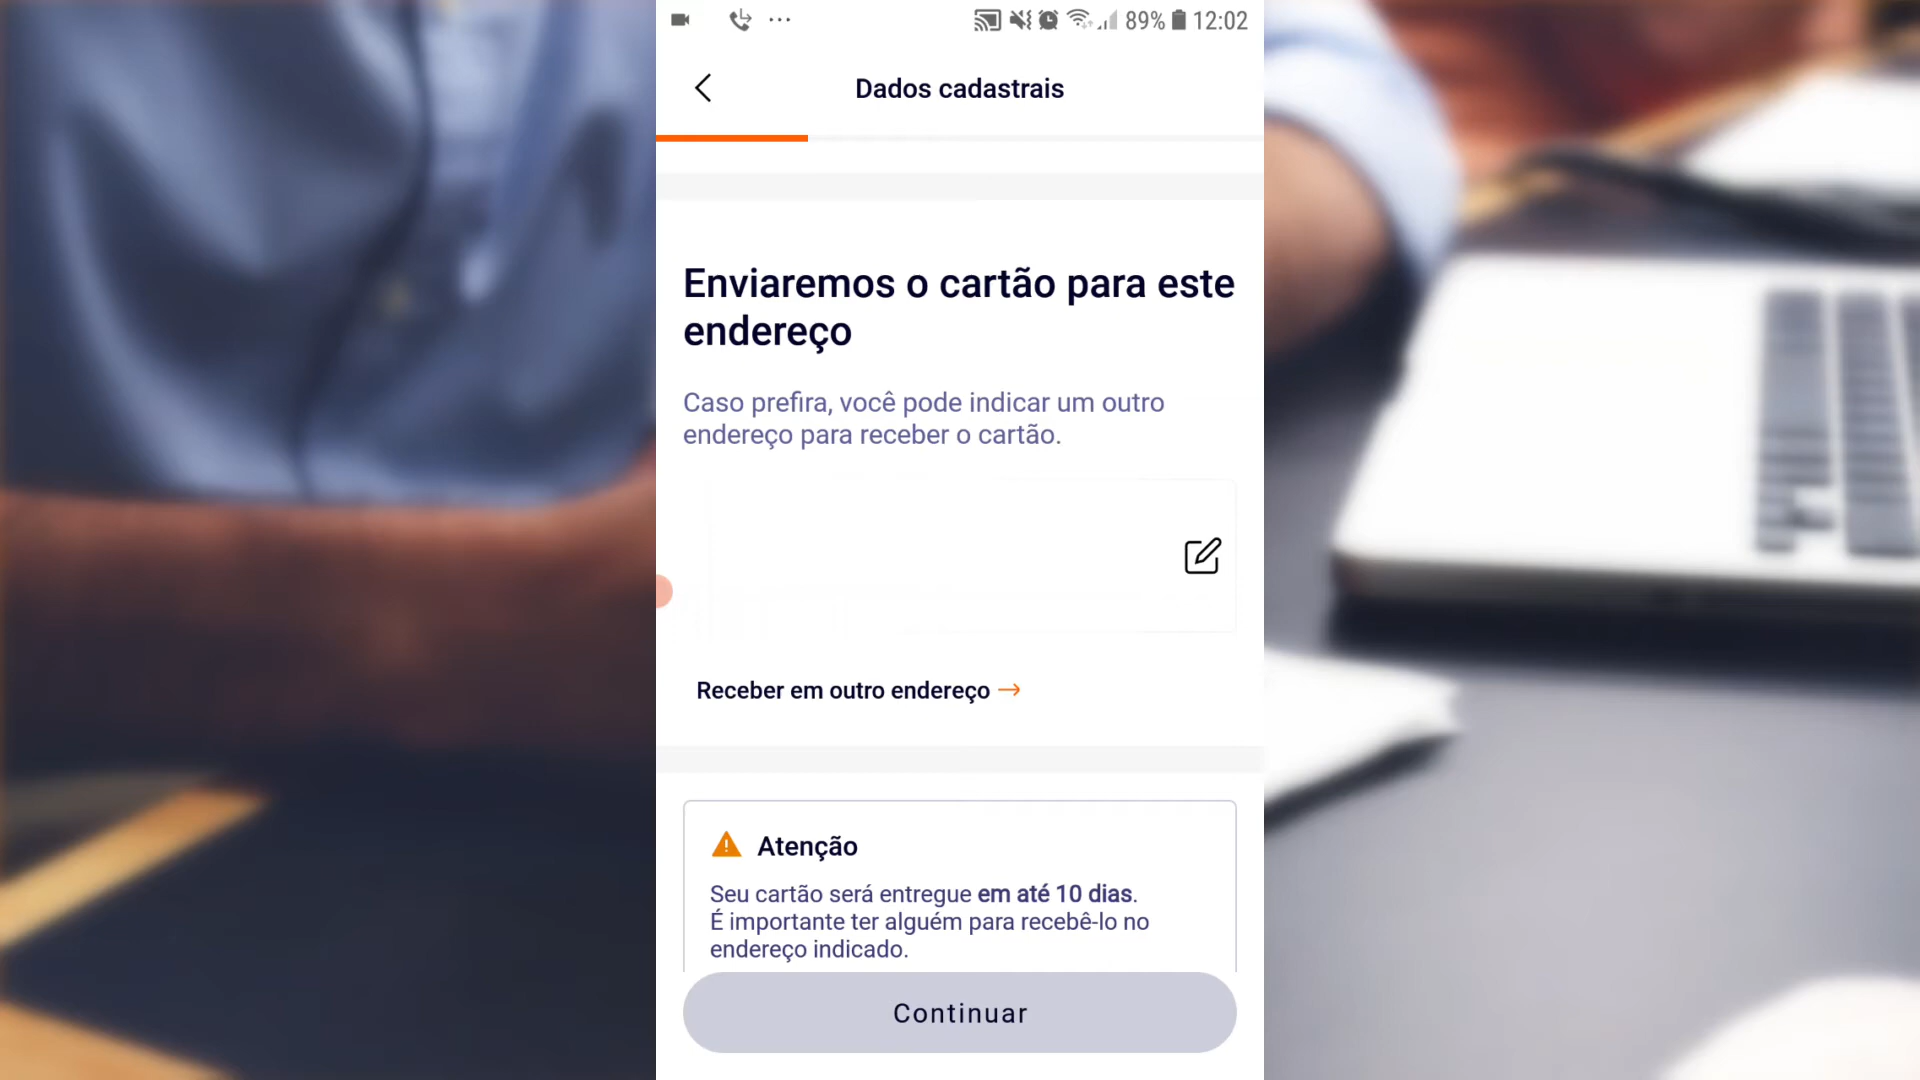 89% 12:02
Dados cadastrais
Enviaremos o cartão para este
endereço
Caso prefira, você pode indicar um outro
endereço para receber o cartão.
Receber em outro endereço
Atenção
Seu cartão será entregue em até 10 dias.
É importante ter alguém para recebê-lo no
endereço indicado.
Continuar